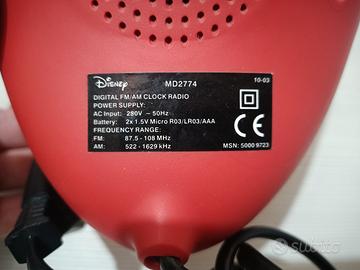 Disney MD2774 10-03
DIGITAL FM/AM CLOCK RADIO
POWER SUPPLY:
AC Input: 280V ~ 50Hz
Battery: 2x 1.5V Micro R03/LR03/AAA
FREQUENCY RANGE:
FM: 87.5 - 108 MHz
AM: 522 - 1629 kHz
CE
MSN: 5000 9723
subito